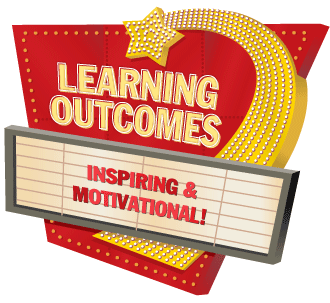 LEARNING
OUTCOMES
INSPIRING &
MOTIVATIONAL!